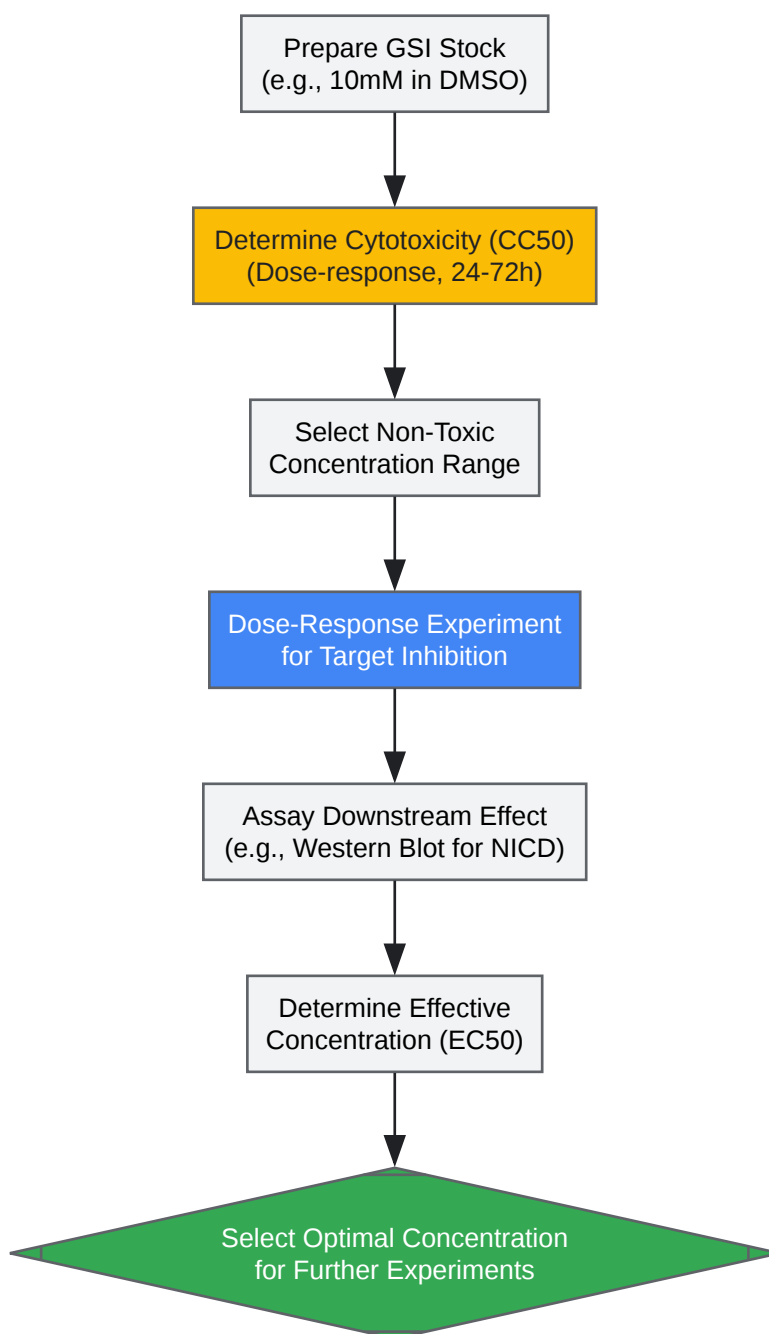 Prepare GSI Stock
(e.g., 10mM in DMSO)
Determine Cytotoxicity (CC50)
(Dose-response, 24-72h)
Select Non-Toxic
Concentration Range
Dose-Response Experiment
for Target Inhibition
Assay Downstream Effect
(e.g., Western Blot for NICD)
Determine Effective
Concentration (EC50)
Select Optimal Concentration
for Further Experiments